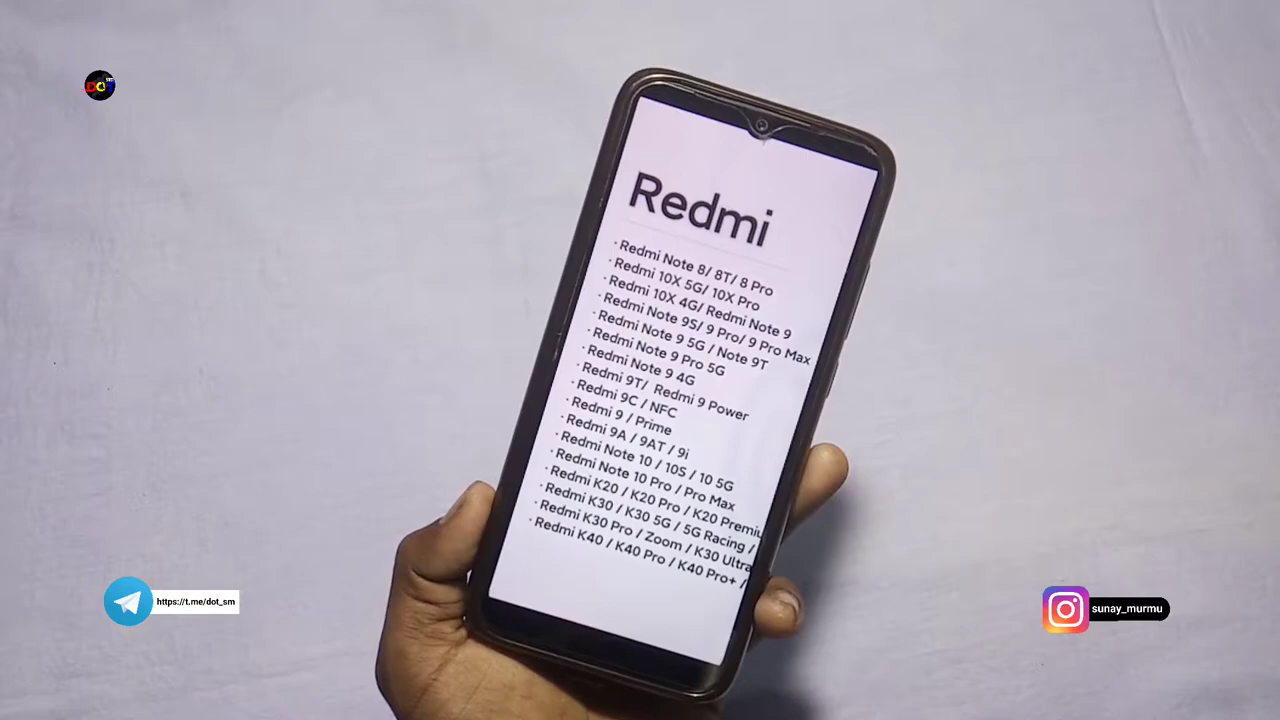 DOT
Redmi
· Redmi Note 8/ 8T/ 8 Pro
· Redmi 10X 5G/ 10X Pro
· Redmi 10X 4G/ Redmi Note 9
· Redmi Note 9S/ 9 Pro/ 9 Pro Max
· Redmi Note 9 5G / Note 9T
· Redmi Note 9 Pro 5G
· Redmi Note 9 4G
· Redmi 9T/ Redmi 9 Power
· Redmi 9C / NFC
· Redmi 9 / Prime
· Redmi 9A / 9AT / 9i
· Redmi Note 10 / 10S / 10 5G
· Redmi Note 10 Pro / Pro Max
· Redmi K20 / K20 Pro / K20 Premiu
· Redmi K30 / K30 5G / 5G Racing /
· Redmi K30 Pro / Zoom / K30 Ultra
· Redmi K40 / K40 Pro / K40 Pro+ /
https://t.me/dot_sm
sunay_murmu